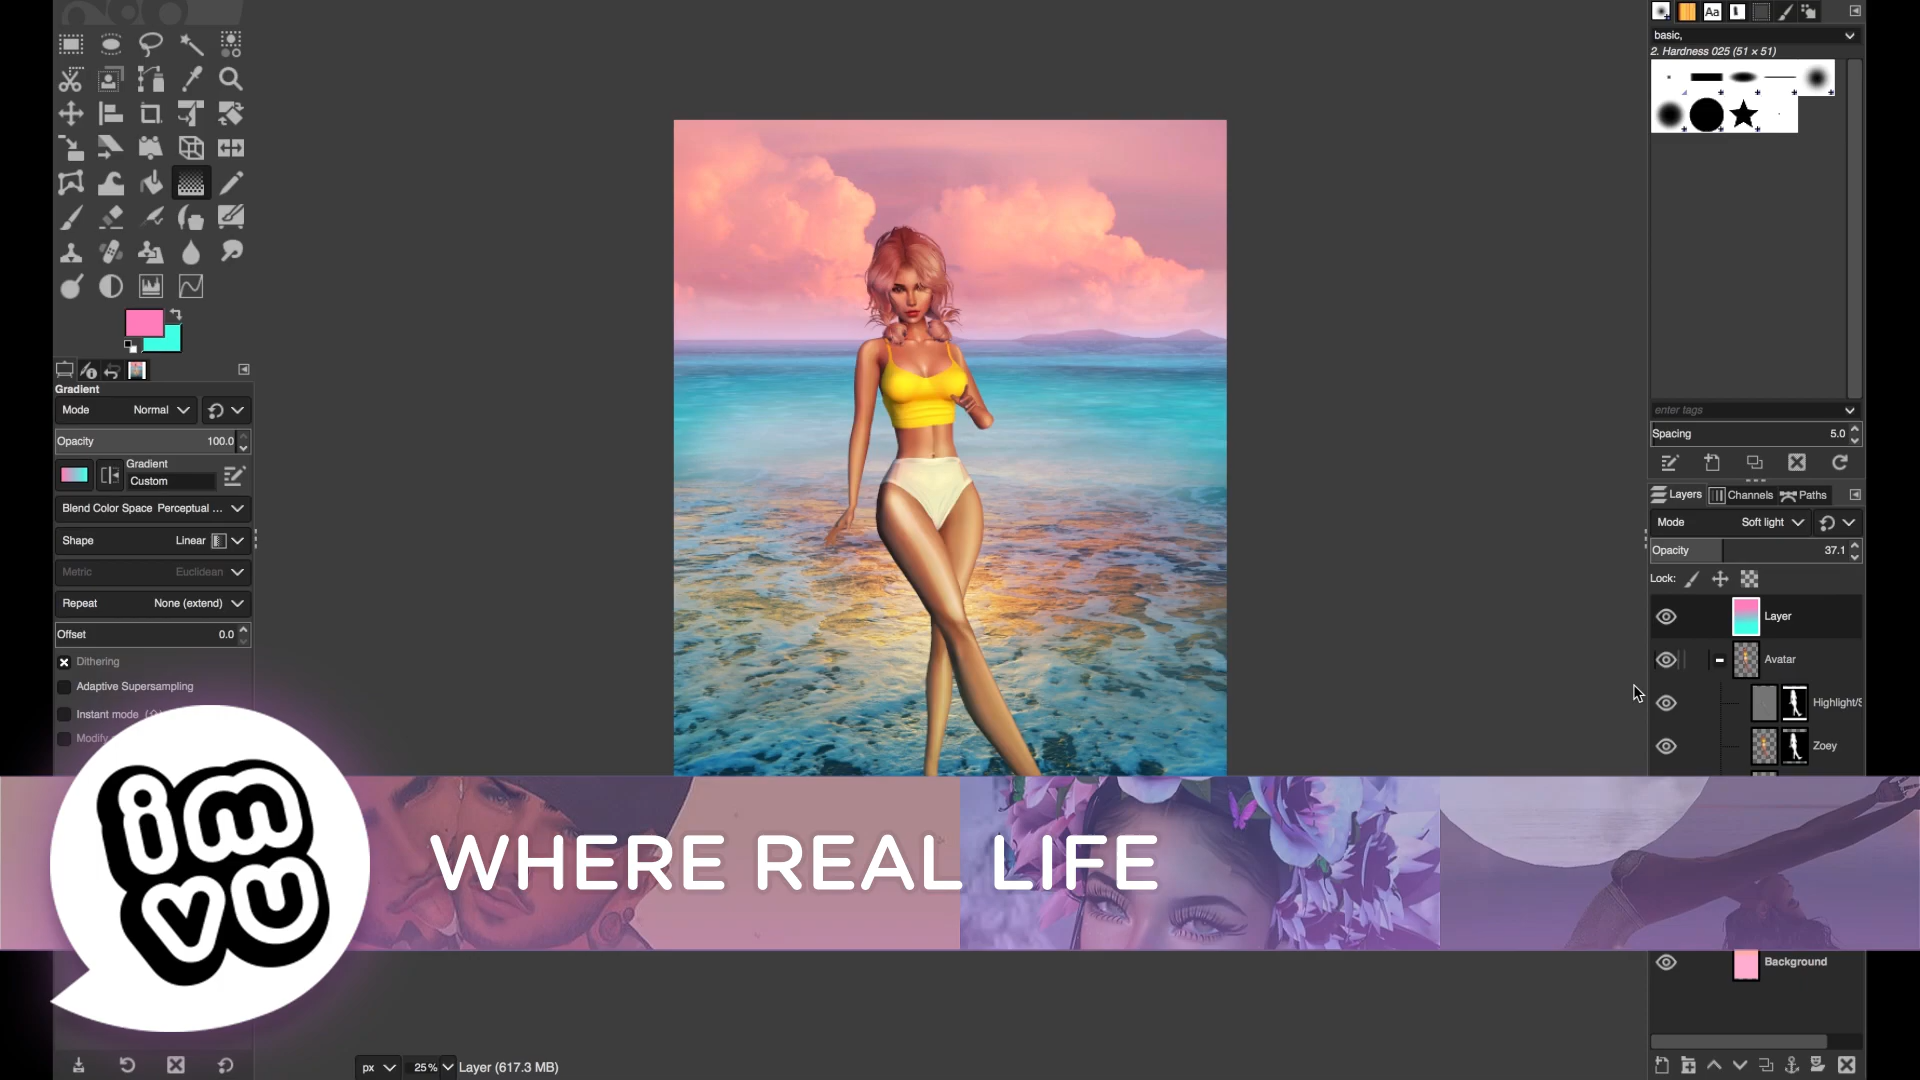 Aa
basic,
2. Hardness 025 (51 × 51)
Gradient
Mode Normal
Opacity 100.0
Gradient
Custom
Blend Color Space Perceptual ...
Shape Linear
Metric Euclidean
Repeat None (extend)
Offset 0.0
Dithering
Adaptive Supersampling
Instant mode
Modify
enter tags
Spacing 5.0
Layers Channels Paths
Mode Soft light
Opacity 37.1
Lock:
Layer
Avatar
Highlight/S
Zoey
Background
imvu
WHERE REAL LIFE
px 25% Layer (617.3 MB)